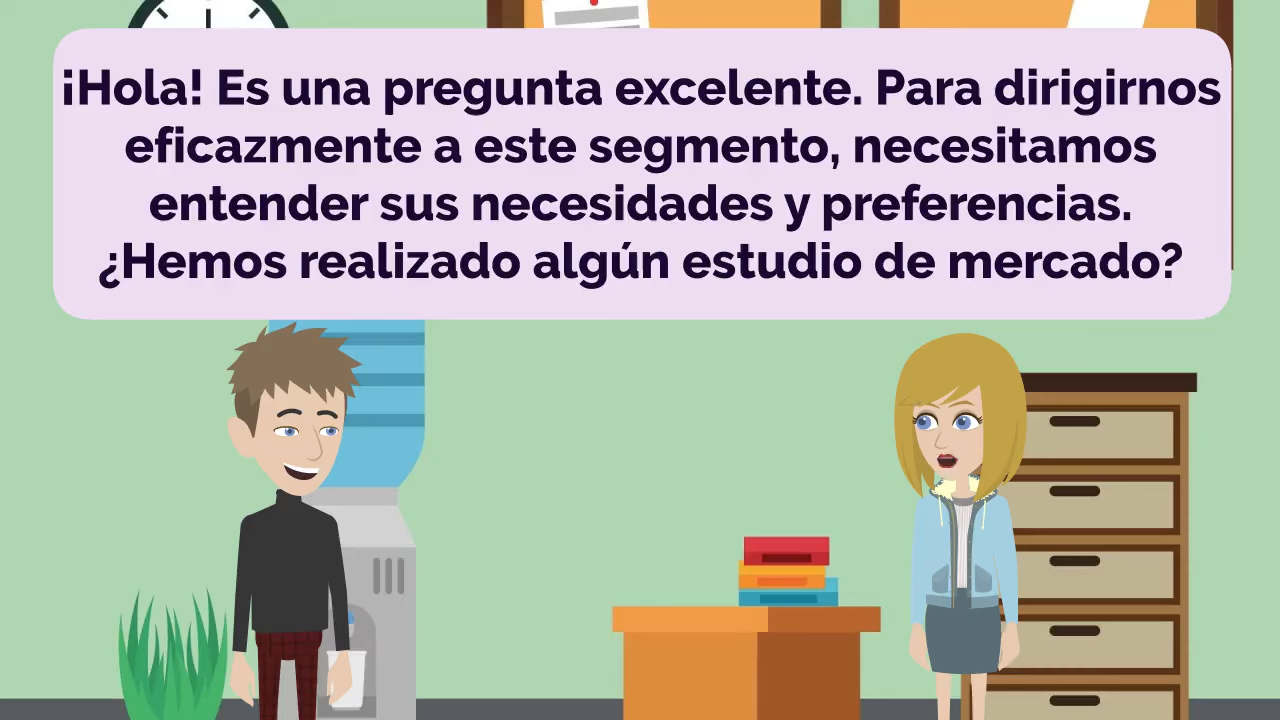 ¡Hola! Es una pregunta excelente. Para dirigirnos
eficazmente a este segmento, necesitamos
entender sus necesidades y preferencias.
¿Hemos realizado algún estudio de mercado?